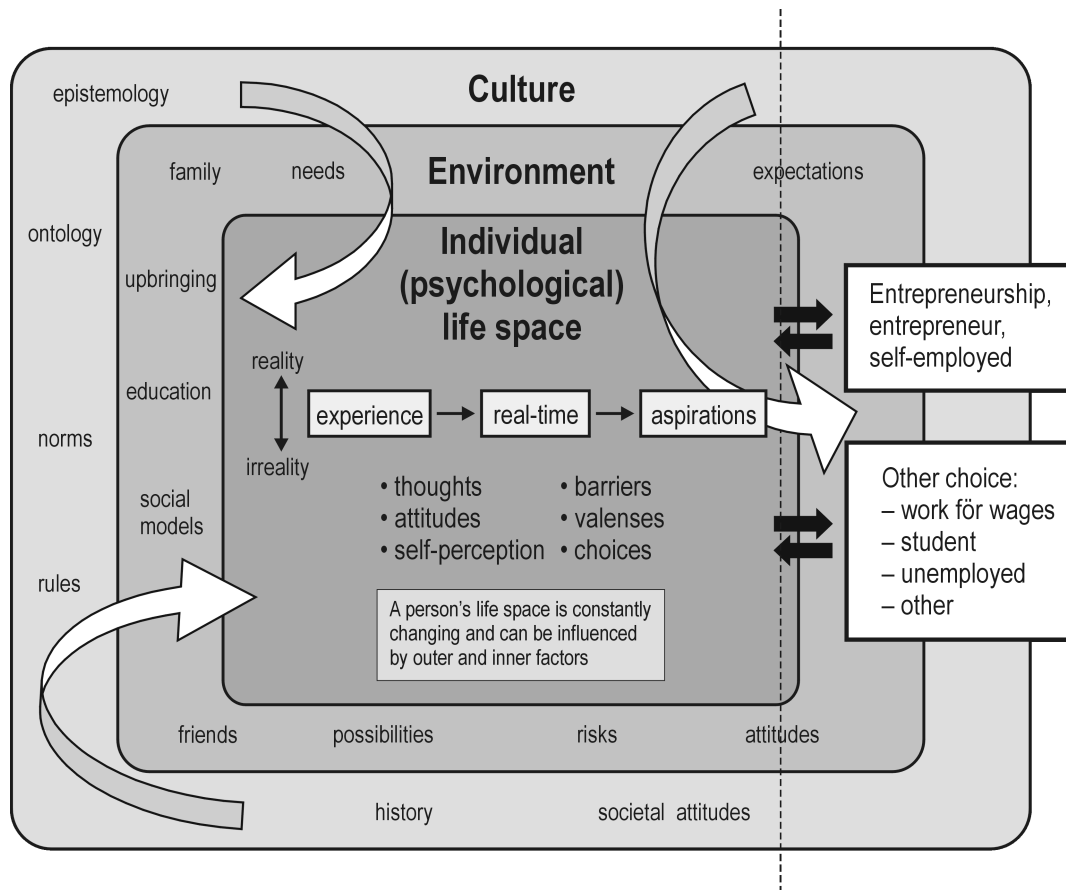 Culture
epistemology
ontology
norms
rules
history
societal attitudes
Environment
family
needs
expectations
upbringing
education
social
models
friends
possibilities
risks
attitudes
Individual
(psychological)
life space
reality
irreality
experience
real-time
aspirations
• thoughts
• attitudes
• self-perception
• barriers
• valenses
• choices
A person's life space is constantly
changing and can be influenced
by outer and inner factors
Entrepreneurship,
entrepreneur,
self-employed
Other choice:
– work för wages
– student
– unemployed
– other